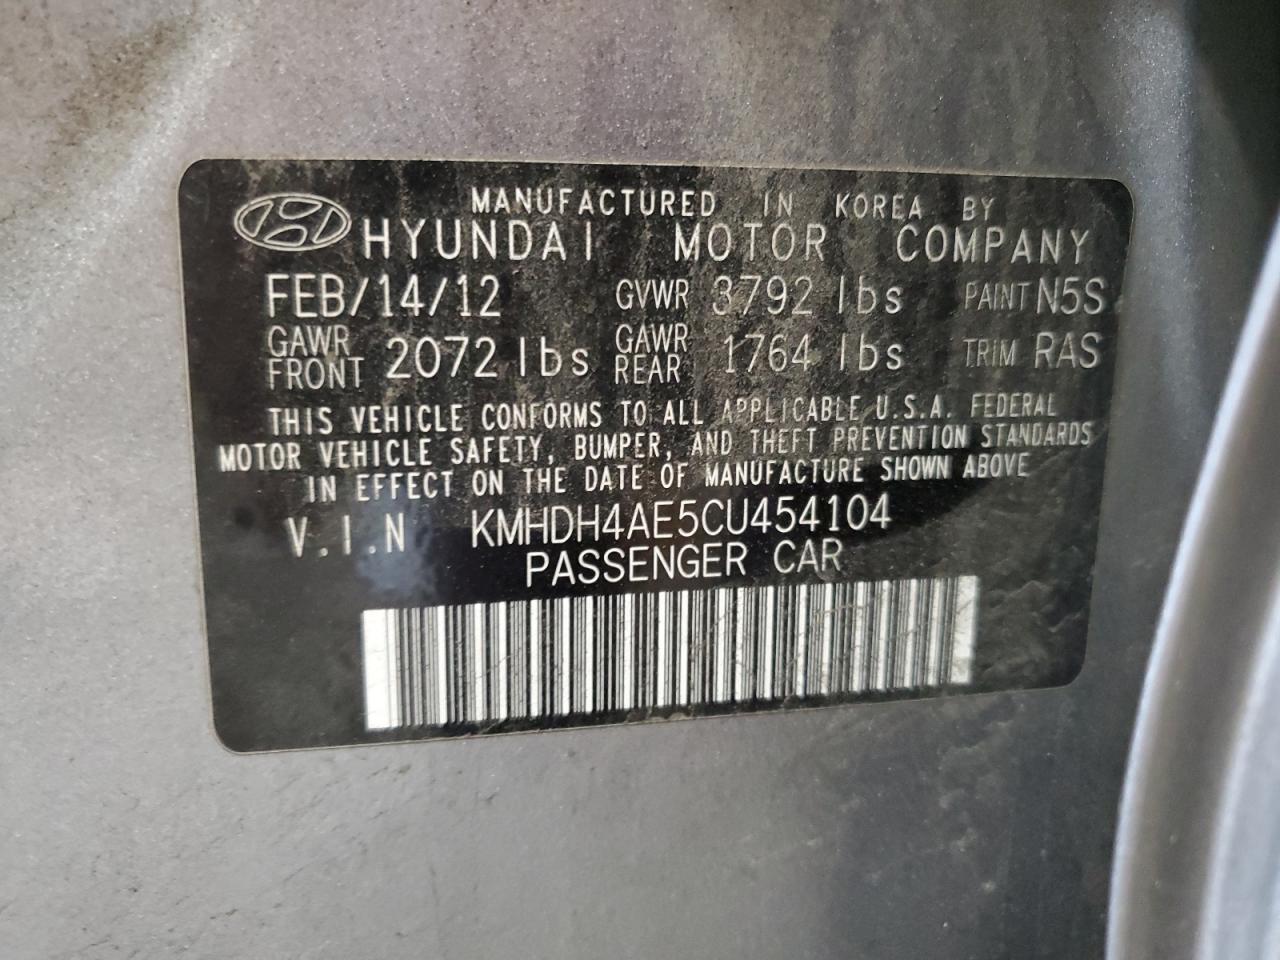 MANUFACTURED IN KOREA BY
HYUNDAI MOTOR COMPANY
FEB/14/12 GVWR 3792 lbs PAINT N5S
GAWR FRONT 2072 lbs GAWR REAR 1764 lbs TRIM RAS
THIS VEHICLE CONFORMS TO ALL APPLICABLE U.S.A. FEDERAL
MOTOR VEHICLE SAFETY, BUMPER, AND THEFT PREVENTION STANDARDS
IN EFFECT ON THE DATE OF MANUFACTURE SHOWN ABOVE
V.I.N KMHDH4AE5CU454104
PASSENGER CAR